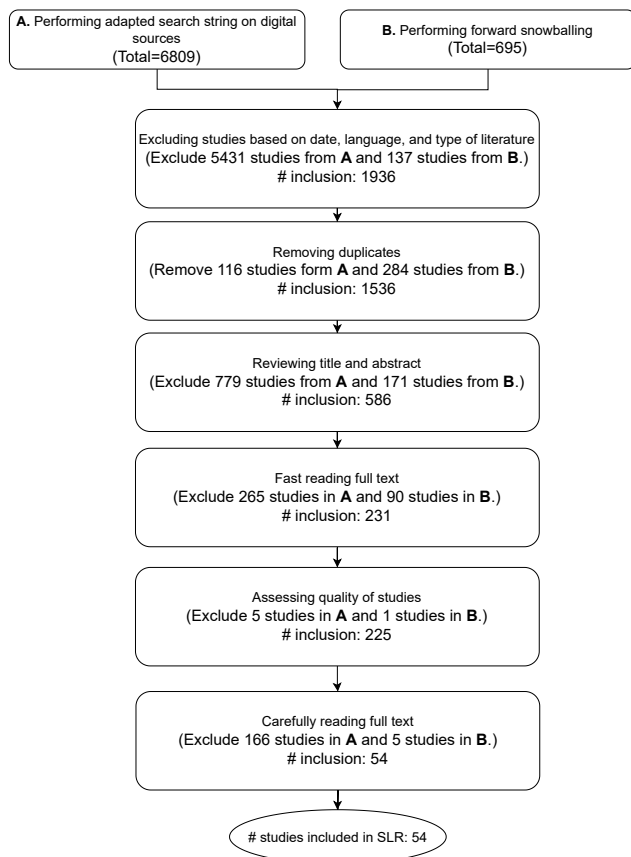 A. Performing adapted search string on digital
sources
(Total=6809)
B. Performing forward snowballing
(Total=695)
Excluding studies based on date, language, and type of literature
(Exclude 5431 studies from A and 137 studies from B.)
# inclusion: 1936
Removing duplicates
(Remove 116 studies form A and 284 studies from B.)
# inclusion: 1536
Reviewing title and abstract
(Exclude 779 studies from A and 171 studies from B.)
# inclusion: 586
Fast reading full text
(Exclude 265 studies in A and 90 studies in B.)
# inclusion: 231
Assessing quality of studies
(Exclude 5 studies in A and 1 studies in B.)
# inclusion: 225
Carefully reading full text
(Exclude 166 studies in A and 5 studies in B.)
# inclusion: 54
# studies included in SLR: 54